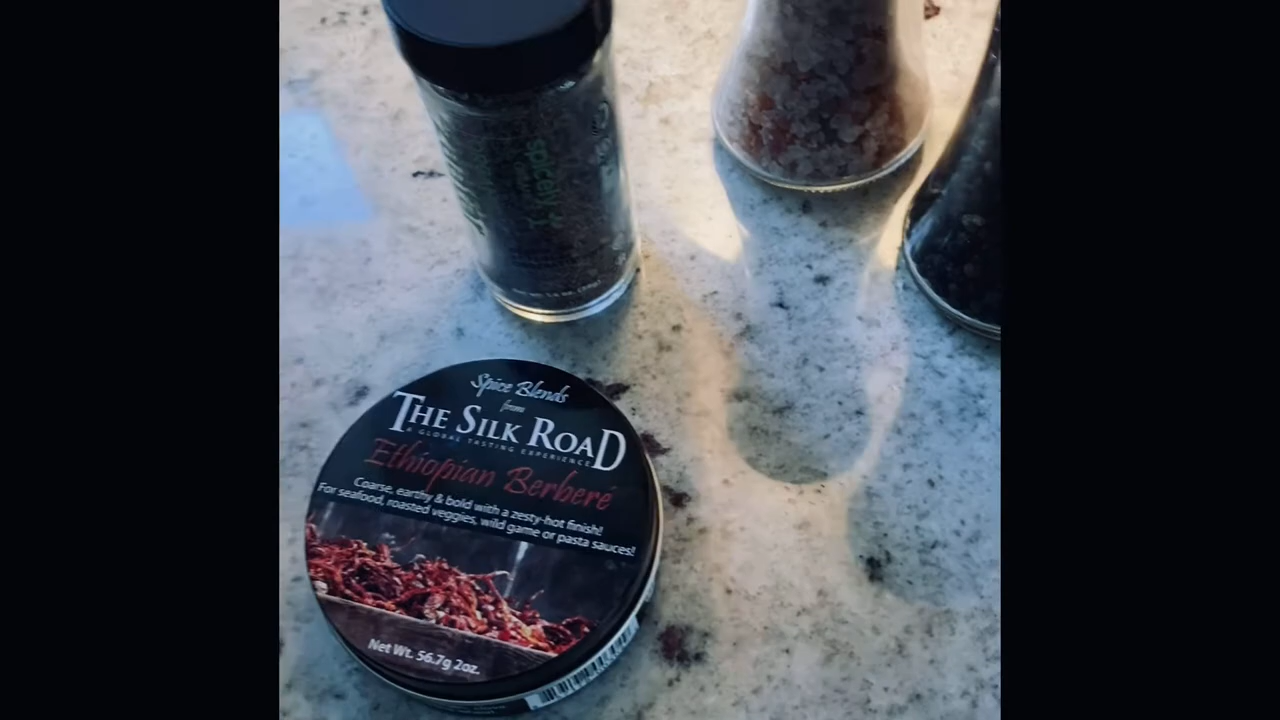 spicely
Spice Blends
from
THE SILK ROAD
A GLOBAL TASTING EXPERIENCE
Ethiopian Berberé
Coarse, earthy & bold with a zesty-hot finish!
For seafood, roasted veggies, wild game or pasta sauces!
Net Wt. 56.7g 2oz.